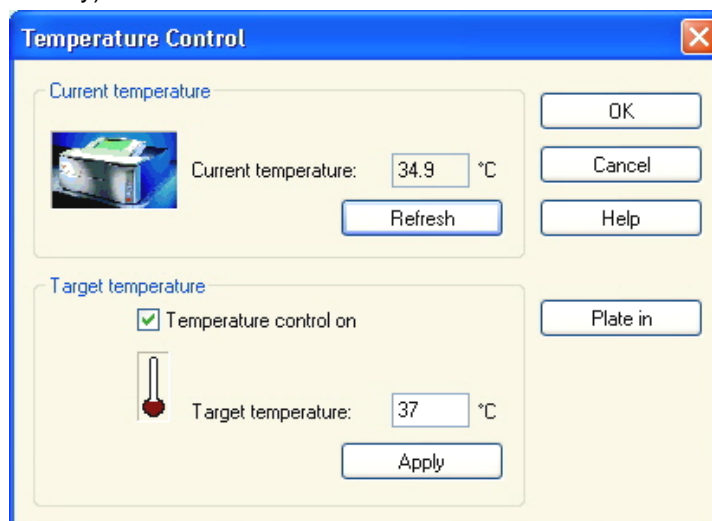 Temperature Control
Current temperature
Current temperature: 34.9 °C
Refresh
OK
Cancel
Help
Target temperature
Temperature control on
Target temperature: 37 °C
Apply
Plate in